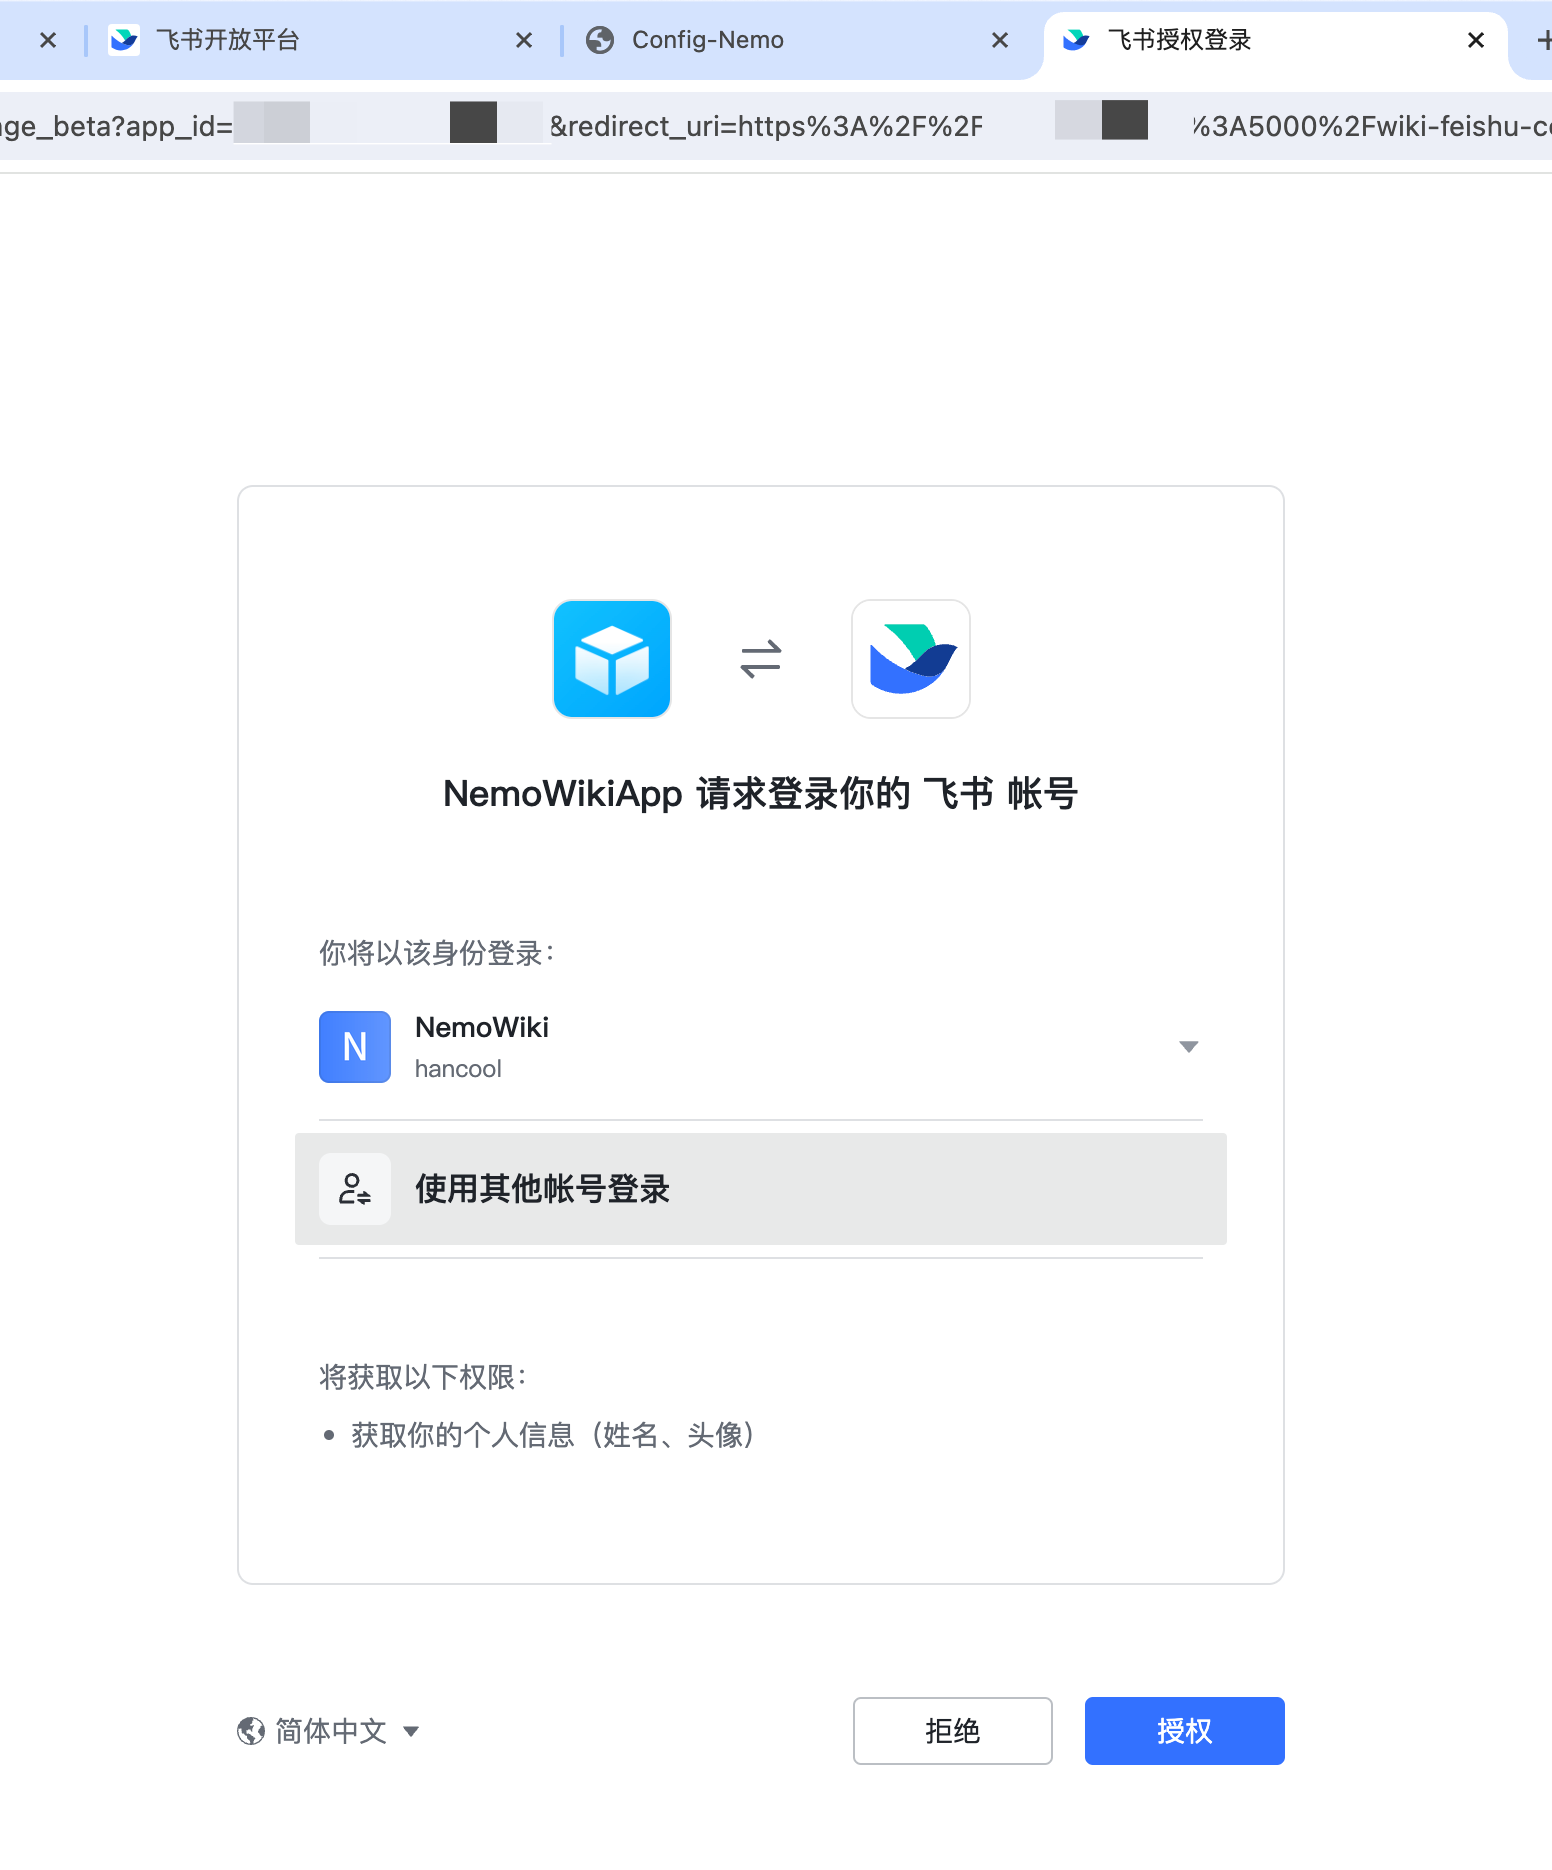 飞书开放平台
Config-Nemo
飞书授权登录
ge_beta?app_id=
&redirect_uri=https%3A%2F%2F
%3A5000%2Fwiki-feishu-c
NemoWikiApp 请求登录你的 飞书 帐号
你将以该身份登录：
N
NemoWiki
hancool
使用其他帐号登录
将获取以下权限：
• 获取你的个人信息（姓名、头像）
简体中文
拒绝
授权